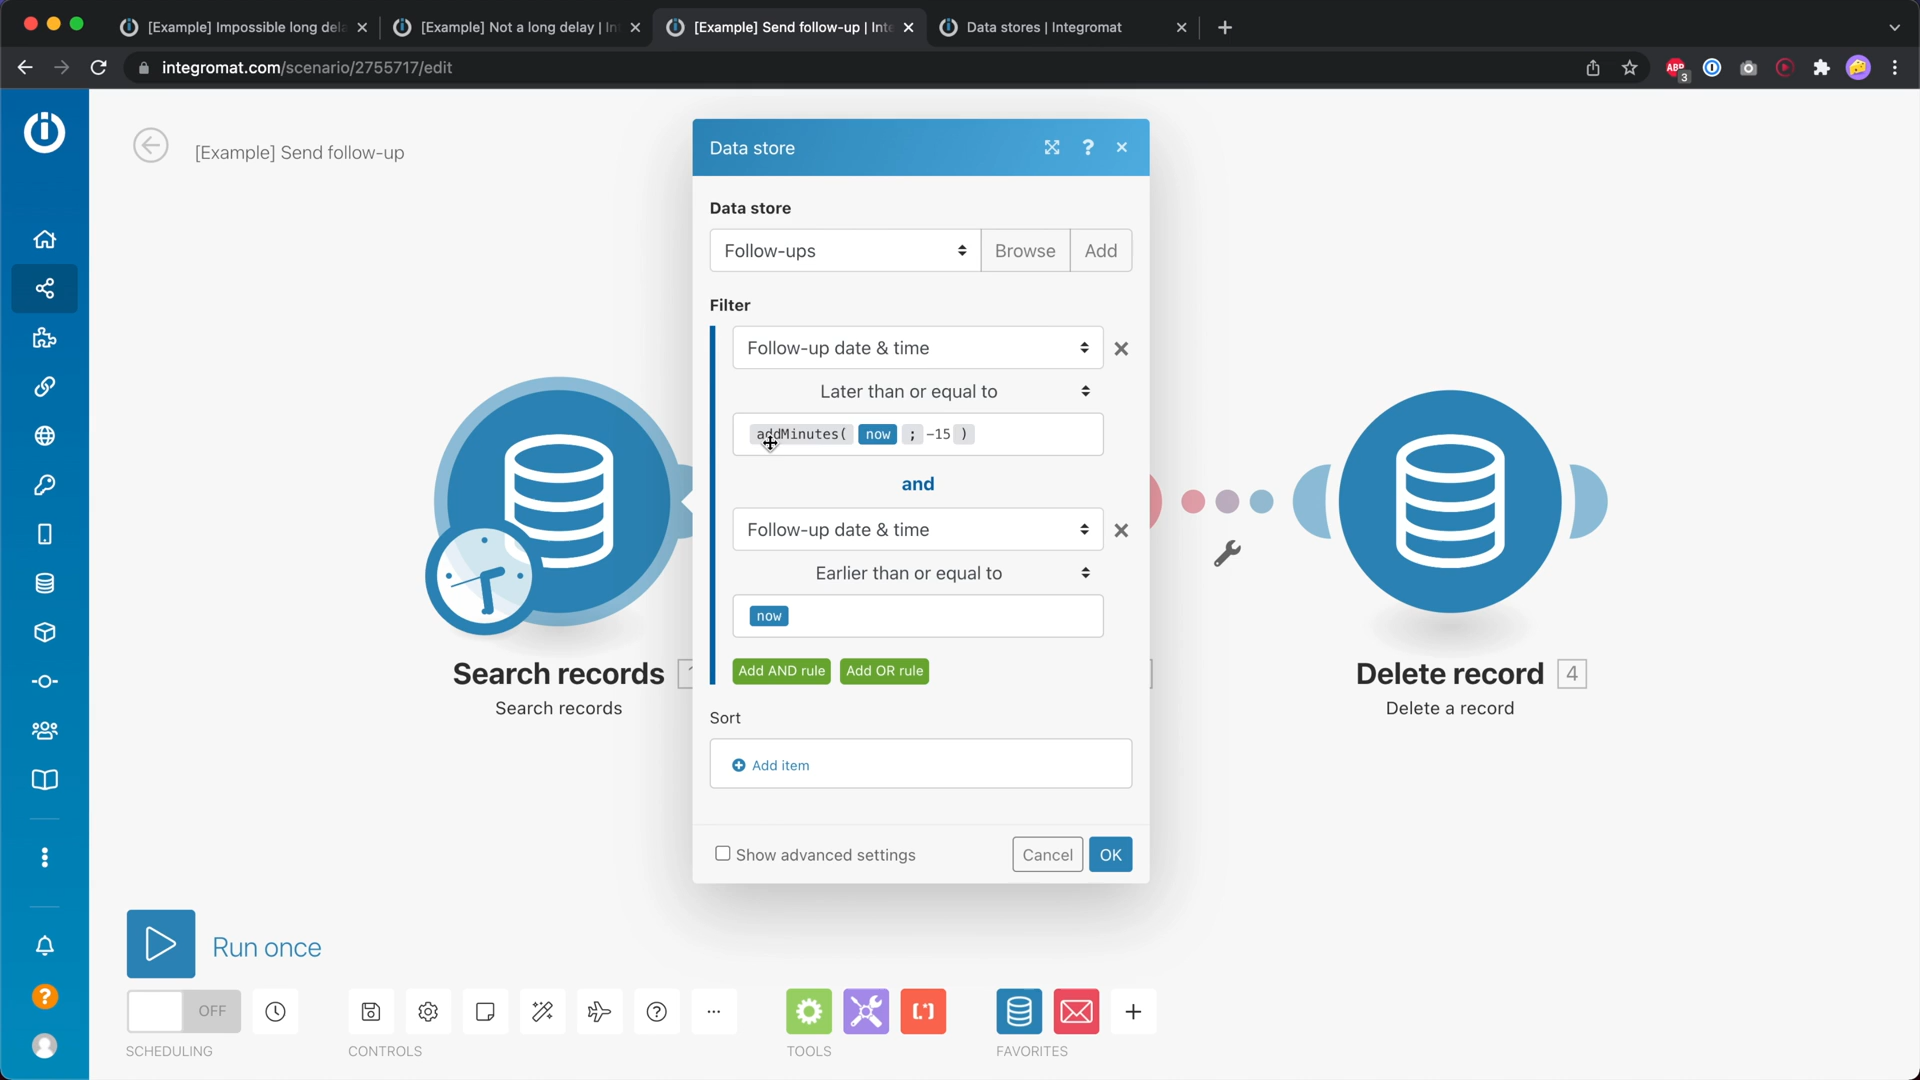 [Example] Impossible long del
[Example] Not a long delay | In
[Example] Send follow-up | Inte
Data stores | Integromat
integromat.com/scenario/2755717/edit
ABP
3
[Example] Send follow-up
Data store
?
Data store
Follow-ups
Browse
Add
Filter
Follow-up date & time
Later than or equal to
addMinutes( now ; -15 )
and
Follow-up date & time
Earlier than or equal to
now
Add AND rule
Add OR rule
Sort
Add item
Show advanced settings
Cancel
OK
Search records
Search records
Delete record 4
Delete a record
Run once
OFF
SCHEDULING
CONTROLS
TOOLS
FAVORITES